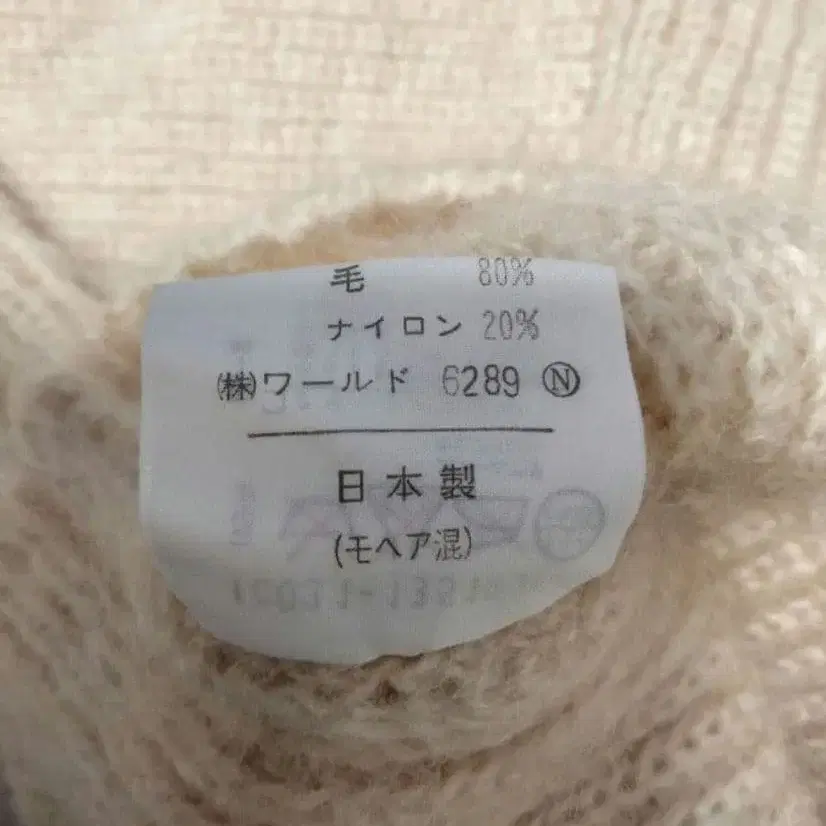 毛 80%
ナイロン 20%
(株)ワールド 6289 Ⓝ
日本製
(モヘア混)